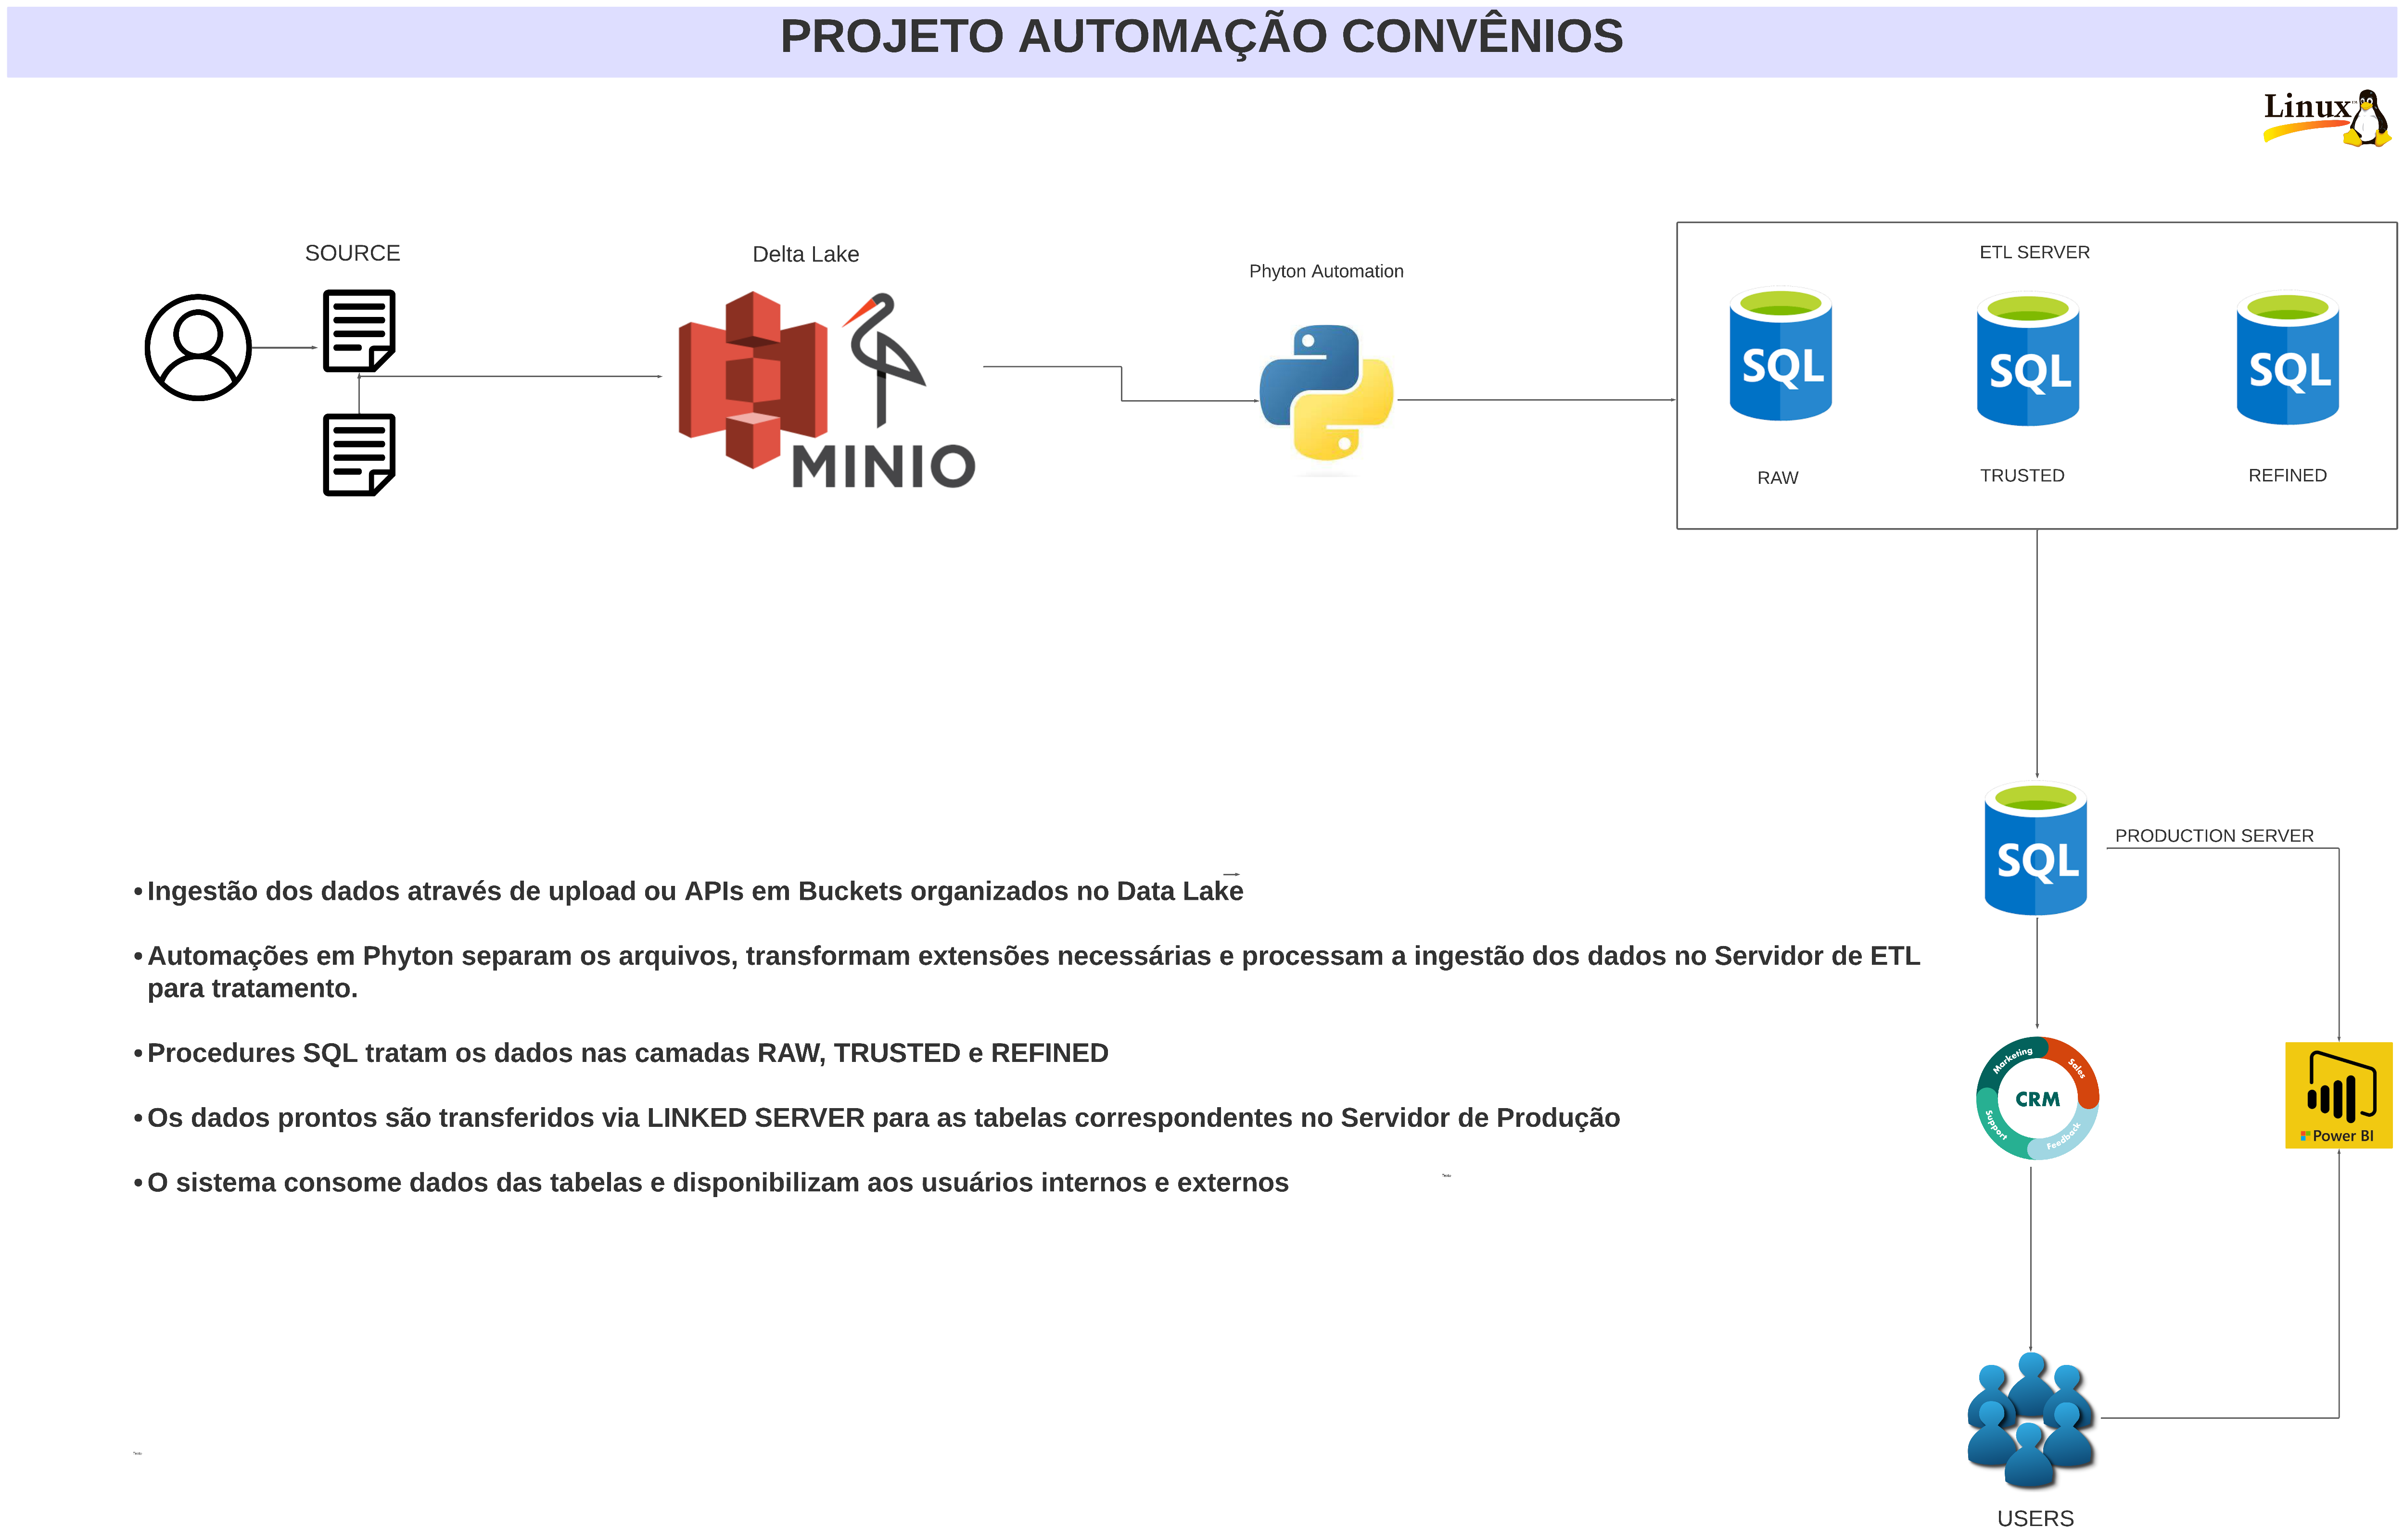 PROJETO AUTOMAÇÃO CONVÊNIOS
Linux
SOURCE
Delta Lake
Phyton Automation
ETL SERVER
MINIO
SQL
SQL
SQL
RAW
TRUSTED
REFINED
SQL
PRODUCTION SERVER
• Ingestão dos dados através de upload ou APIs em Buckets organizados no Data Lake
• Automações em Phyton separam os arquivos, transformam extensões necessárias e processam a ingestão dos dados no Servidor de ETL
para tratamento.
• Procedures SQL tratam os dados nas camadas RAW, TRUSTED e REFINED
• Os dados prontos são transferidos via LINKED SERVER para as tabelas correspondentes no Servidor de Produção
• O sistema consome dados das tabelas e disponibilizam aos usuários internos e externos
Marketing
Sales
CRM
Support
Feedback
Power BI
USERS